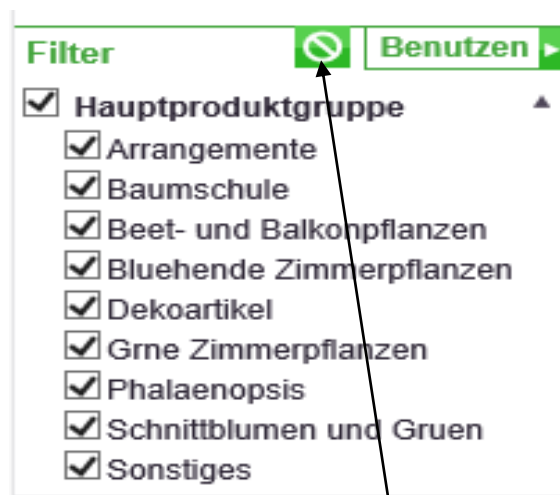 Filter Benutzen
Hauptproduktgruppe
Arrangemente
Baumschule
Beet- und Balkonpflanzen
Bluehende Zimmerpflanzen
Dekoartikel
Grne Zimmerpflanzen
Phalaenopsis
Schnittblumen und Gruen
Sonstiges